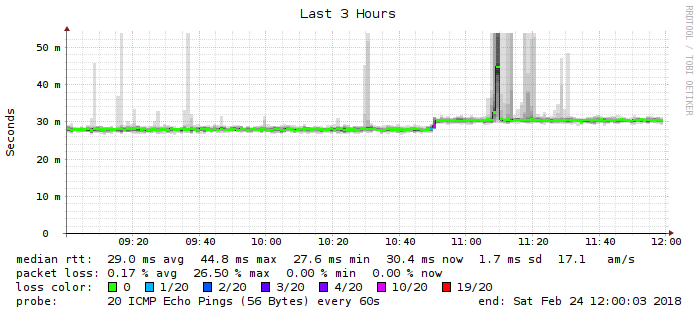 Last 3 Hours
RRDTOOL / TOBI OETIKER
Seconds
50 m
40 m
30 m
20 m
10 m
0
09:20 09:40 10:00 10:20 10:40 11:00 11:20 11:40 12:00
median rtt: 29.0 ms avg 44.8 ms max 27.6 ms min 30.4 ms now 1.7 ms sd 17.1 am/s
packet loss: 0.17 % avg 26.50 % max 0.00 % min 0.00 % now
loss color: 0 1/20 2/20 3/20 4/20 10/20 19/20
probe: 20 ICMP Echo Pings (56 Bytes) every 60s end: Sat Feb 24 12:00:03 2018